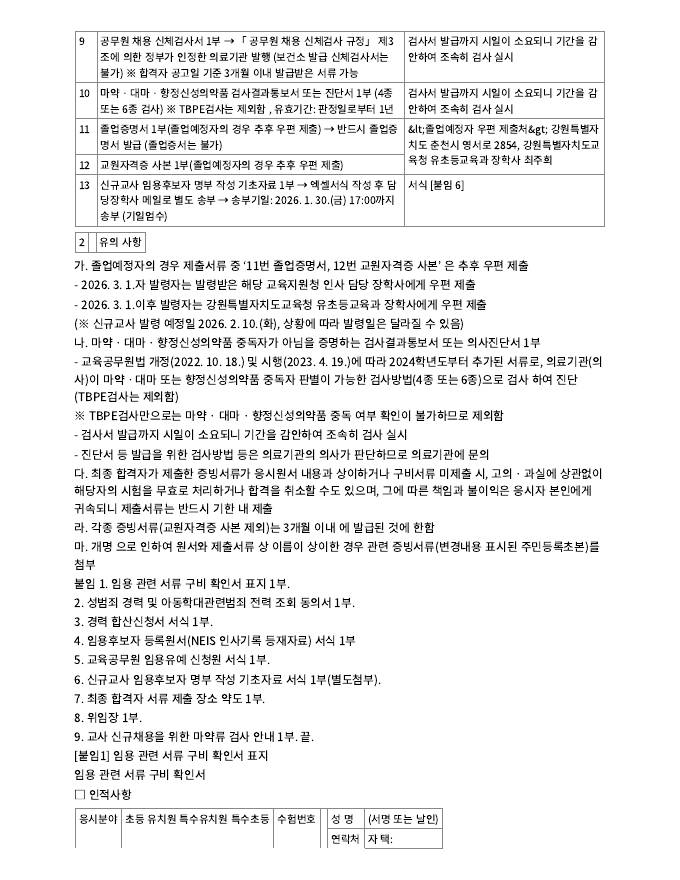 9 공무원 채용 신체검사서 1부 → 「 공무원 채용 신체검사 규정」 제3 검사서 발급까지 시일이 소요되니 기간을 감
조에 의한 정부가 인정한 의료기관 발행 (보건소 발급 신체검사서는 안하여 조속히 검사 실시
불가) ※ 합격자 공고일 기준 3개월 이내 발급받은 서류 가능
10 마약 · 대마 · 향정신성의약품 검사결과통보서 또는 진단서 1부 (4종 검사서 발급까지 시일이 소요되니 기간을 감
또는 6종 검사) ※ TBPE검사는 제외함 , 유효기간: 판정일로부터 1년 안하여 조속히 검사 실시
11 졸업증명서 1부(졸업예정자의 경우 추후 우편 제출) → 반드시 졸업증 &lt;졸업예정자 우편 제출처&gt; 강원특별자
명서 발급 (졸업증서는 불가) 치도 춘천시 영서로 2854, 강원특별자치도교
12 교원자격증 사본 1부(졸업예정자의 경우 추후 우편 제출) 육청 유초등교육과 장학사 최주희
13 신규교사 임용후보자 명부 작성 기초자료 1부 → 엑셀서식 작성 후 담 서식 [붙임 6]
당장학사 메일로 별도 송부 → 송부기일: 2026. 1. 30.(금) 17:00까지
송부 (기일엄수)
2 유의 사항
가. 졸업예정자의 경우 제출서류 중 ‘11번 졸업증명서, 12번 교원자격증 사본’ 은 추후 우편 제출
- 2026. 3. 1.자 발령자는 발령받은 해당 교육지원청 인사 담당 장학사에게 우편 제출
- 2026. 3. 1.이후 발령자는 강원특별자치도교육청 유초등교육과 장학사에게 우편 제출
(※ 신규교사 발령 예정일 2026. 2. 10.(화), 상황에 따라 발령일은 달라질 수 있음)
나. 마약 · 대마 · 향정신성의약품 중독자가 아님을 증명하는 검사결과통보서 또는 의사진단서 1부
- 교육공무원법 개정(2022. 10. 18.) 및 시행(2023. 4. 19.)에 따라 2024학년도부터 추가된 서류로, 의료기관(의
사)이 마약 · 대마 또는 향정신성의약품 중독자 판별이 가능한 검사방법(4종 또는 6종)으로 검사 하여 진단
(TBPE검사는 제외함)
※ TBPE검사만으로는 마약 · 대마 · 향정신성의약품 중독 여부 확인이 불가하므로 제외함
- 검사서 발급까지 시일이 소요되니 기간을 감안하여 조속히 검사 실시
- 진단서 등 발급을 위한 검사방법 등은 의료기관의 의사가 판단하므로 의료기관에 문의
다. 최종 합격자가 제출한 증빙서류가 응시원서 내용과 상이하거나 구비서류 미제출 시, 고의 · 과실에 상관없이
해당자의 시험을 무효로 처리하거나 합격을 취소할 수도 있으며, 그에 따른 책임과 불이익은 응시자 본인에게
귀속되니 제출서류는 반드시 기한 내 제출
라. 각종 증빙서류(교원자격증 사본 제외)는 3개월 이내 에 발급된 것에 한함
마. 개명 으로 인하여 원서와 제출서류 상 이름이 상이한 경우 관련 증빙서류(변경내용 표시된 주민등록초본)를
첨부
붙임 1. 임용 관련 서류 구비 확인서 표지 1부.
2. 성범죄 경력 및 아동학대관련범죄 전력 조회 동의서 1부.
3. 경력 합산신청서 서식 1부.
4. 임용후보자 등록원서(NEIS 인사기록 등재자료) 서식 1부
5. 교육공무원 임용유예 신청원 서식 1부.
6. 신규교사 임용후보자 명부 작성 기초자료 서식 1부(별도첨부).
7. 최종 합격자 서류 제출 장소 약도 1부.
8. 위임장 1부.
9. 교사 신규채용을 위한 마약류 검사 안내 1부. 끝.
[붙임1] 임용 관련 서류 구비 확인서 표지
임용 관련 서류 구비 확인서
□ 인적사항
응시분야 초등 유치원 특수유치원 특수초등 수험번호 성 명 (서명 또는 날인)
연락처 자 택: